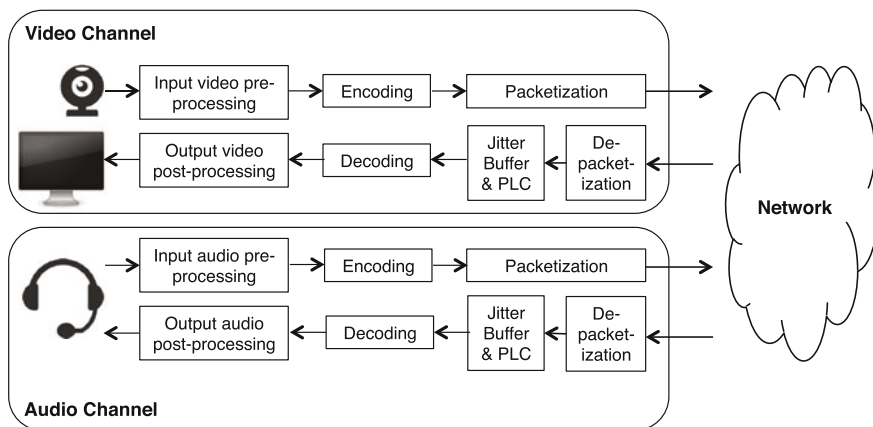 Video Channel
Input video pre-
processing
Encoding
Packetization
Output video
post-processing
Decoding
Jitter
Buffer
& PLC
De-
packet-
ization
Network
Input audio pre-
processing
Encoding
Packetization
Output audio
post-processing
Decoding
Jitter
Buffer
& PLC
De-
packet-
ization
Audio Channel